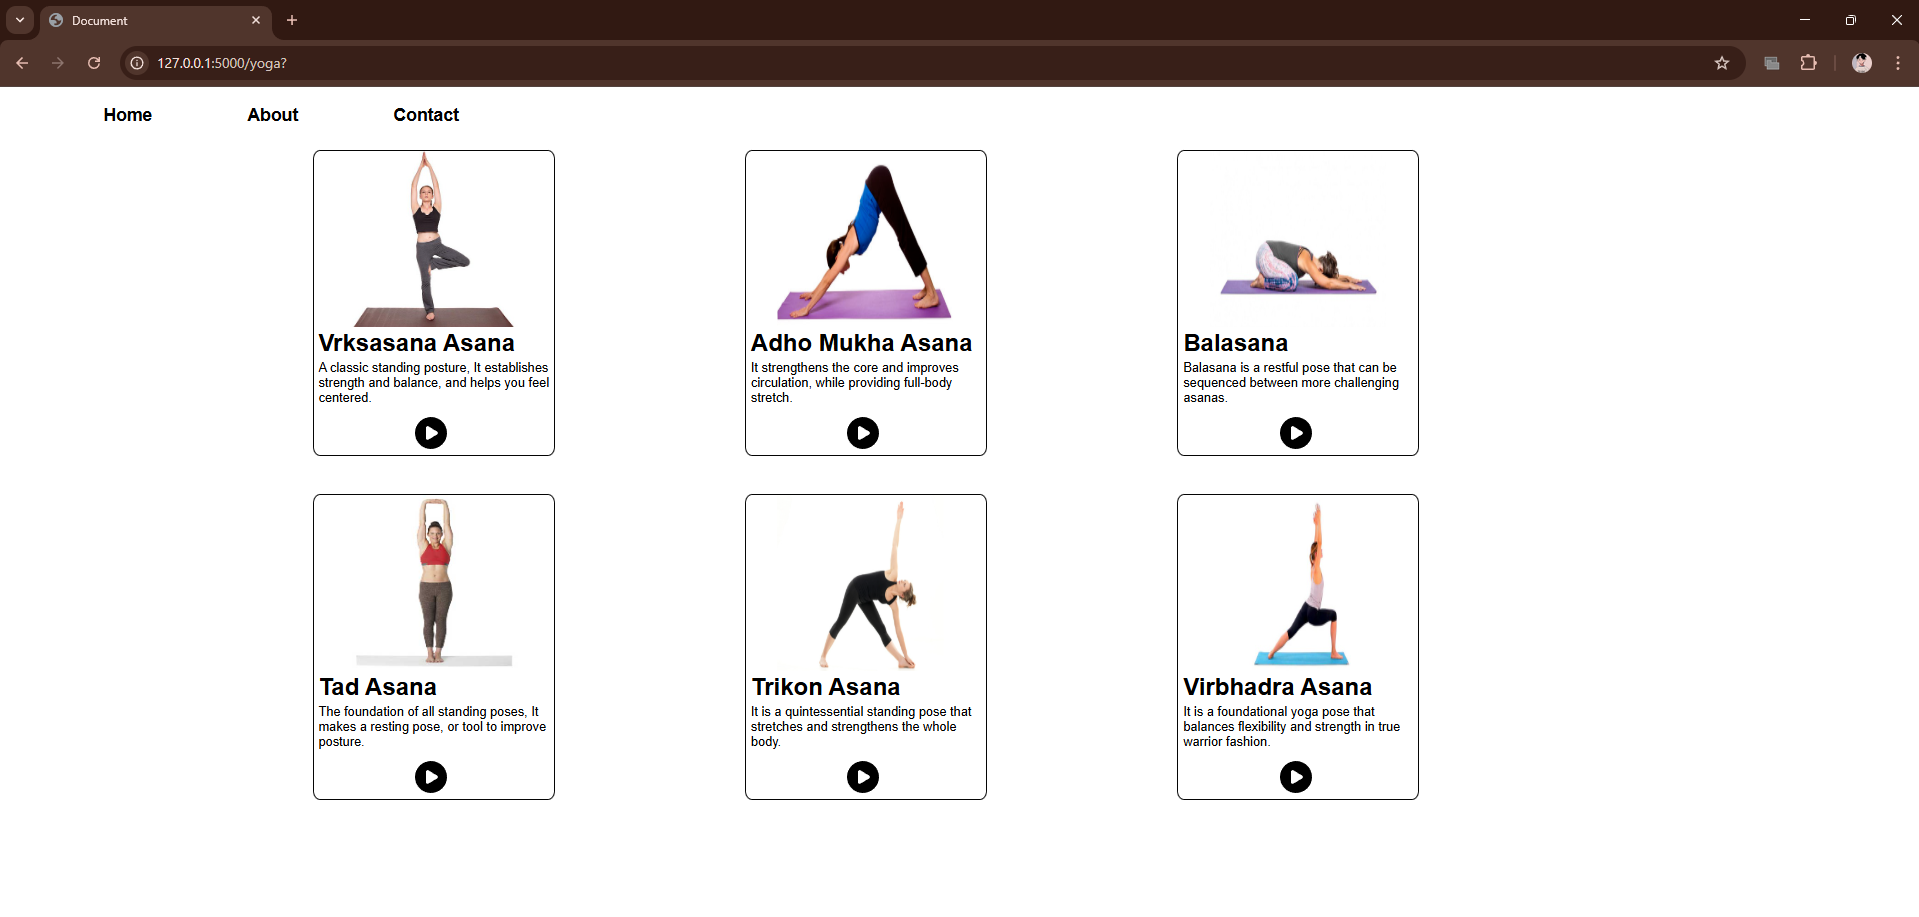 Document
127.0.0.1:5000/yoga?
Home About Contact
Vrksasana Asana
A classic standing posture, It establishes
strength and balance, and helps you feel
centered.
Adho Mukha Asana
It strengthens the core and improves
circulation, while providing full-body
stretch.
Balasana
Balasana is a restful pose that can be
sequenced between more challenging
asanas.
Tad Asana
The foundation of all standing poses, It
makes a resting pose, or tool to improve
posture.
Trikon Asana
It is a quintessential standing pose that
stretches and strengthens the whole
body.
Virbhadra Asana
It is a foundational yoga pose that
balances flexibility and strength in true
warrior fashion.